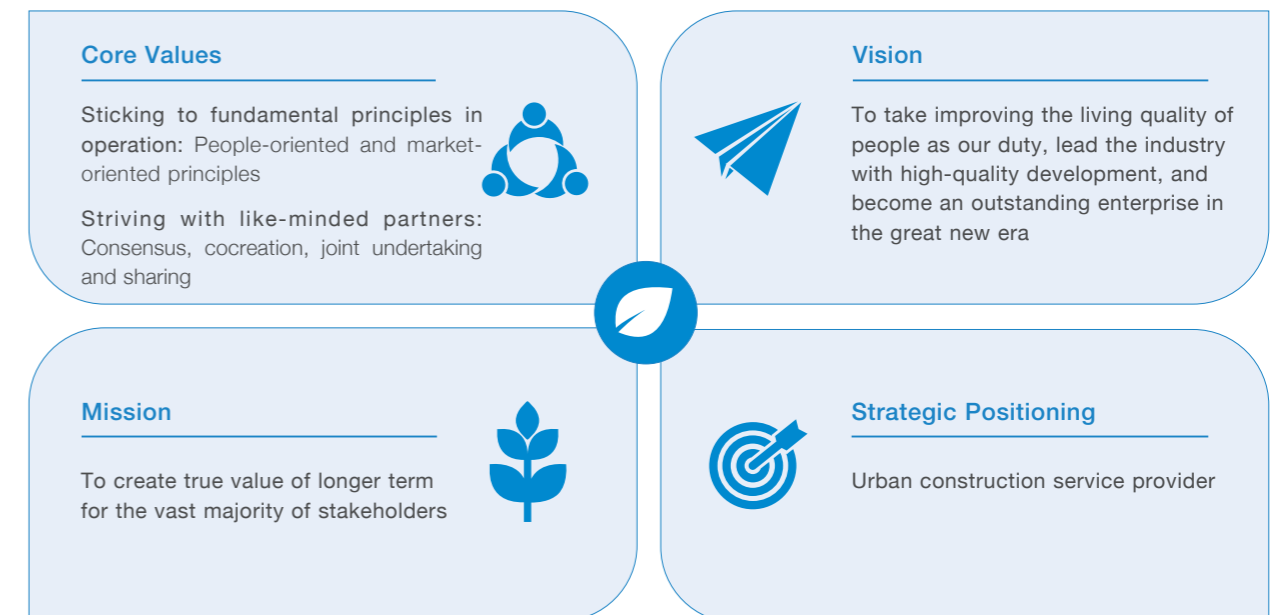 Core Values
Sticking to fundamental principles in
operation: People-oriented and market-
oriented principles
Striving with like-minded partners:
Consensus, cocreation, joint undertaking
and sharing
Vision
To take improving the living quality of
people as our duty, lead the industry
with high-quality development, and
become an outstanding enterprise in
the great new era
Mission
To create true value of longer term
for the vast majority of stakeholders
Strategic Positioning
Urban construction service provider